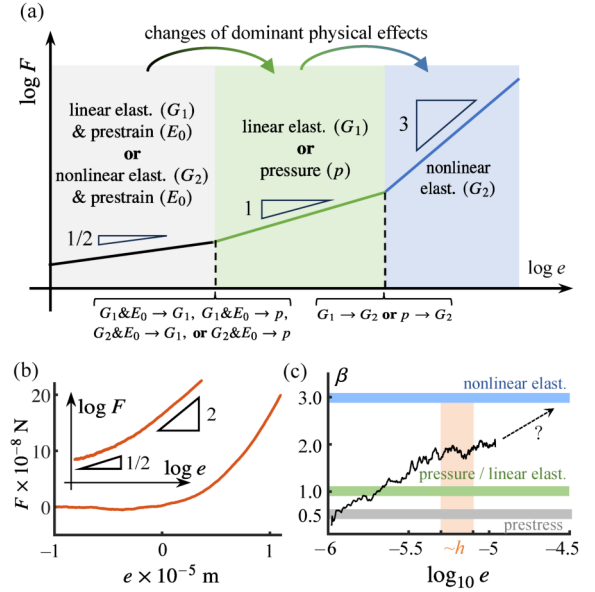 (a)
changes of dominant physical effects
log F
linear elast. (G₁)
& prestrain (E₀)
or
nonlinear elast. (G₂)
& prestrain (E₀)
1/2
linear elast. (G₁)
or
pressure (p)
1
3
nonlinear
elast. (G₂)
log e
G₁&E₀ → G₁, G₁&E₀ → p,
G₂&E₀ → G₁, or G₂&E₀ → p
G₁ → G₂ or p → G₂
(b)
F × 10⁻⁸ N
20
10
0
log F
2
1/2
log e
−1
0
1
e × 10⁻⁵ m
(c)
β
nonlinear elast.
3.0
2.0
1.0
0.5
?
pressure / linear elast.
prestress
-6
-5.5
~h
-5
-4.5
log₁₀ e